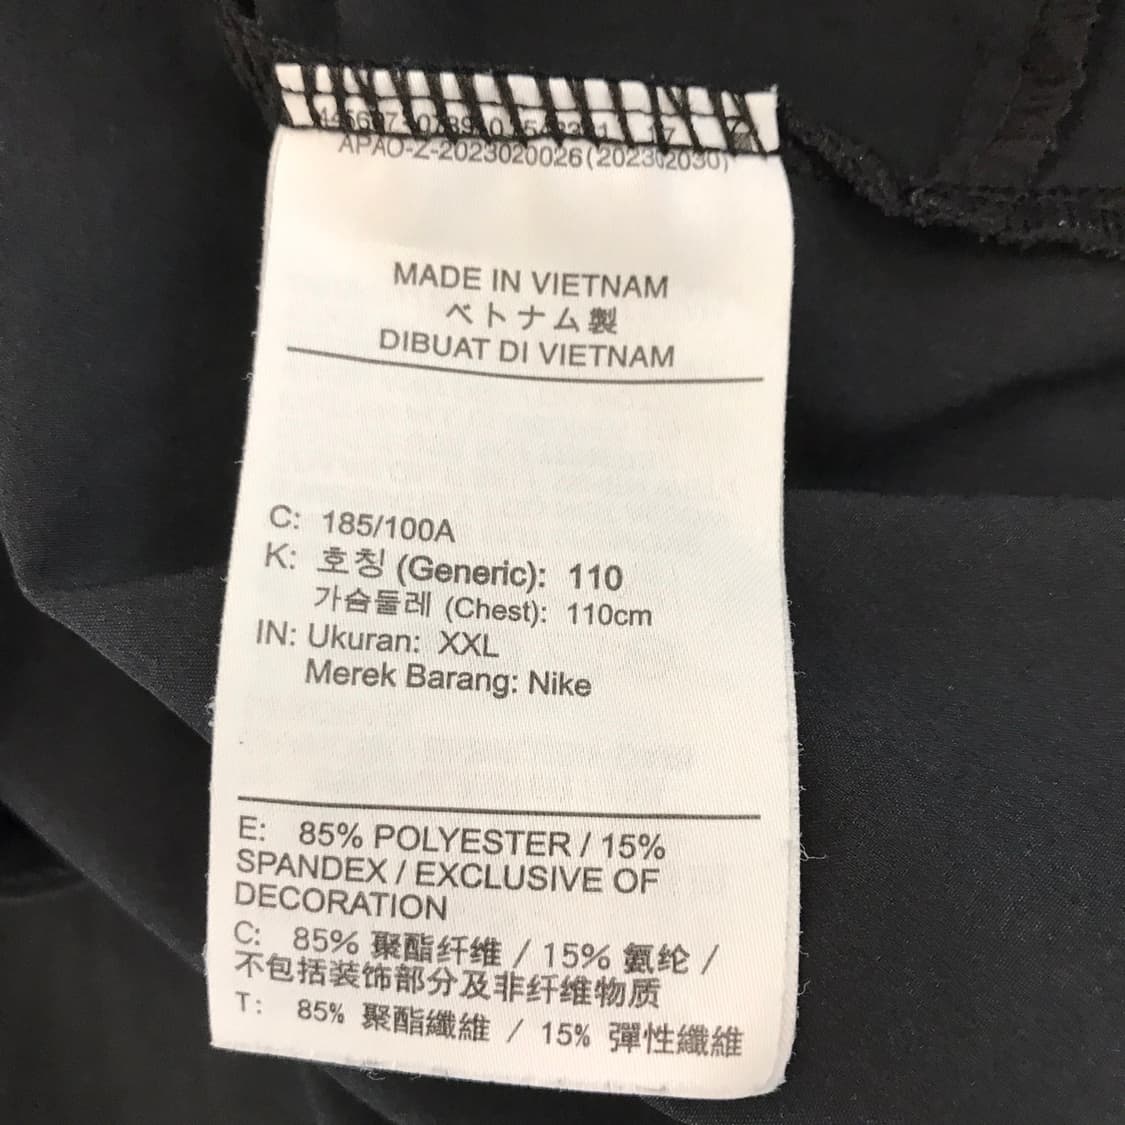 APAO-Z-2023020026(202302030)
MADE IN VIETNAM
ベトナム製
DIBUAT DI VIETNAM
C: 185/100A
K: 호칭 (Generic): 110
가슴둘레 (Chest): 110cm
IN: Ukuran: XXL
Merek Barang: Nike
E: 85% POLYESTER / 15%
SPANDEX / EXCLUSIVE OF
DECORATION
C: 85% 聚酯纤维 / 15% 氨纶 /
不包括装饰部分及非纤维物质
T: 85% 聚酯纖維 / 15% 彈性纖維